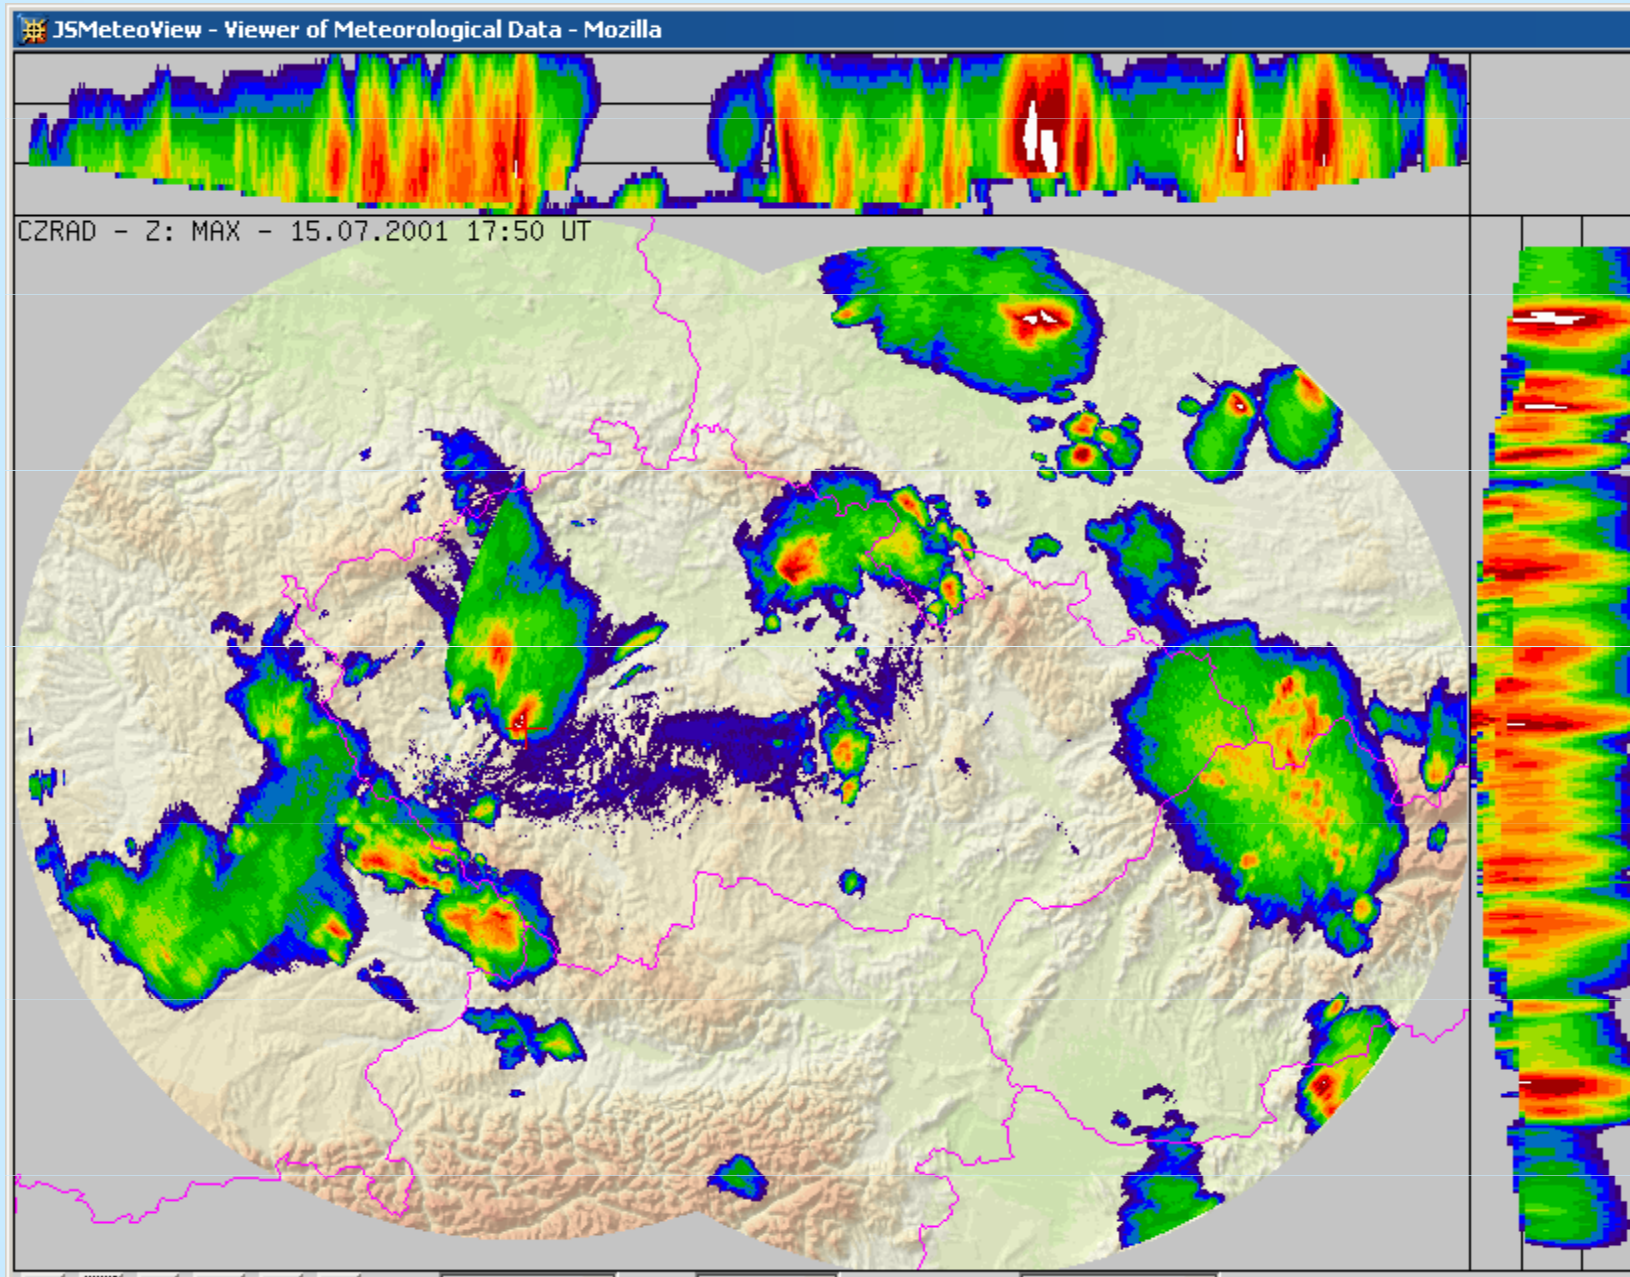 JSMeteoView - Viewer of Meteorological Data - Mozilla
CZRAD - Z: MAX - 15.07.2001 17:50 UT